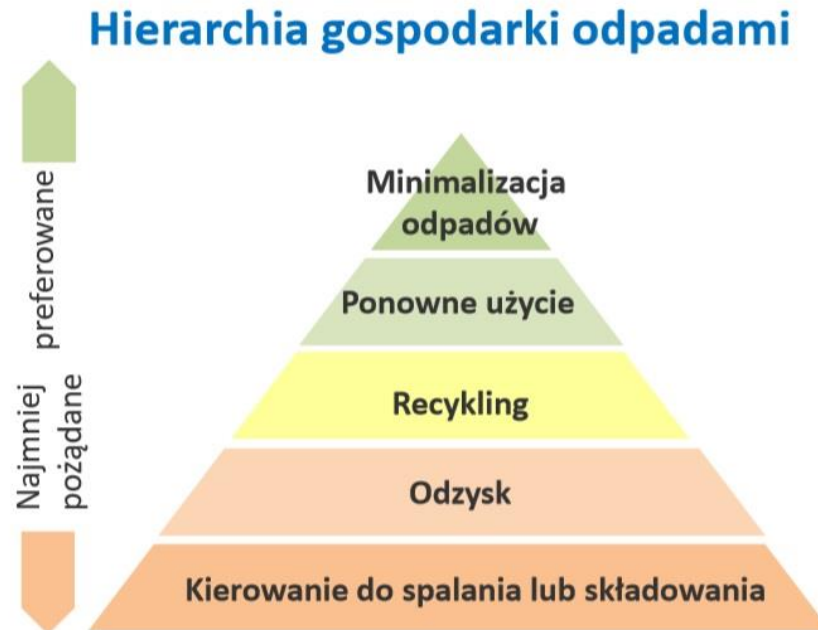 Hierarchia gospodarki odpadami
preferowane
Najmniej
pożądane
Minimalizacja
odpadów
Ponowne użycie
Recykling
Odzysk
Kierowanie do spalania lub składowania